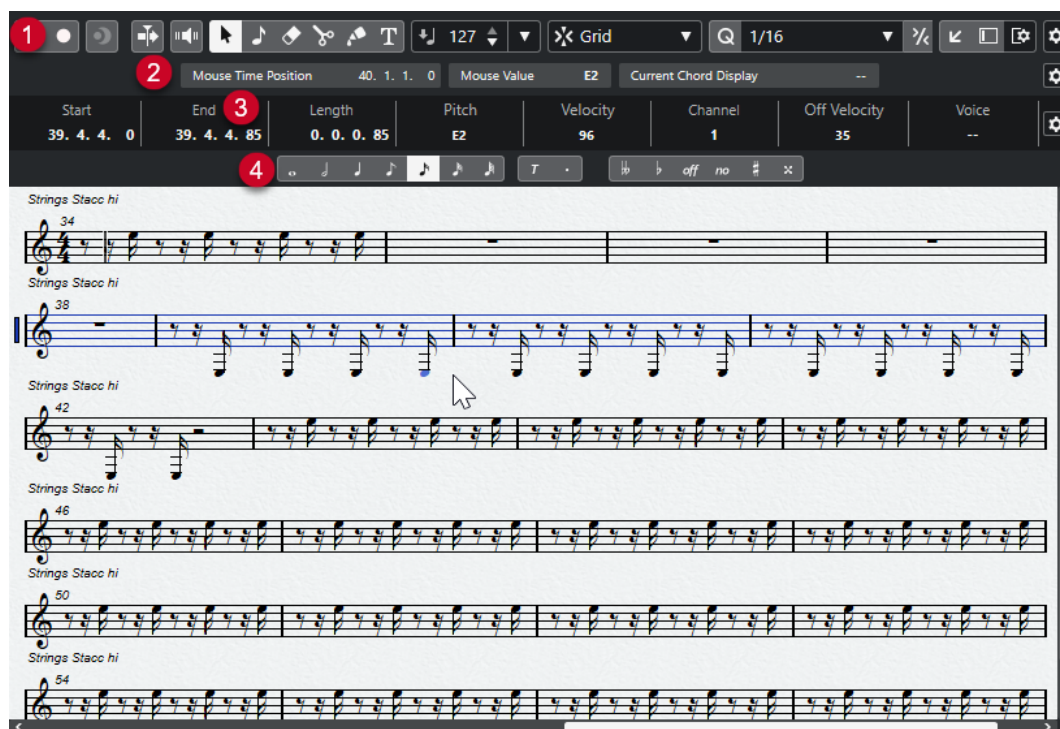 1 T 127 Grid Q 1/16
2 Mouse Time Position 40. 1. 1. 0 Mouse Value E2 Current Chord Display --
Start End 3 Length Pitch Velocity Channel Off Velocity Voice
39. 4. 4. 0 39. 4. 4. 85 0. 0. 0. 85 E2 96 1 35 --
4 T . off no
Strings Stacc hi
34
4
4
Strings Stacc hi
38
Strings Stacc hi
42
Strings Stacc hi
46
Strings Stacc hi
50
Strings Stacc hi
54